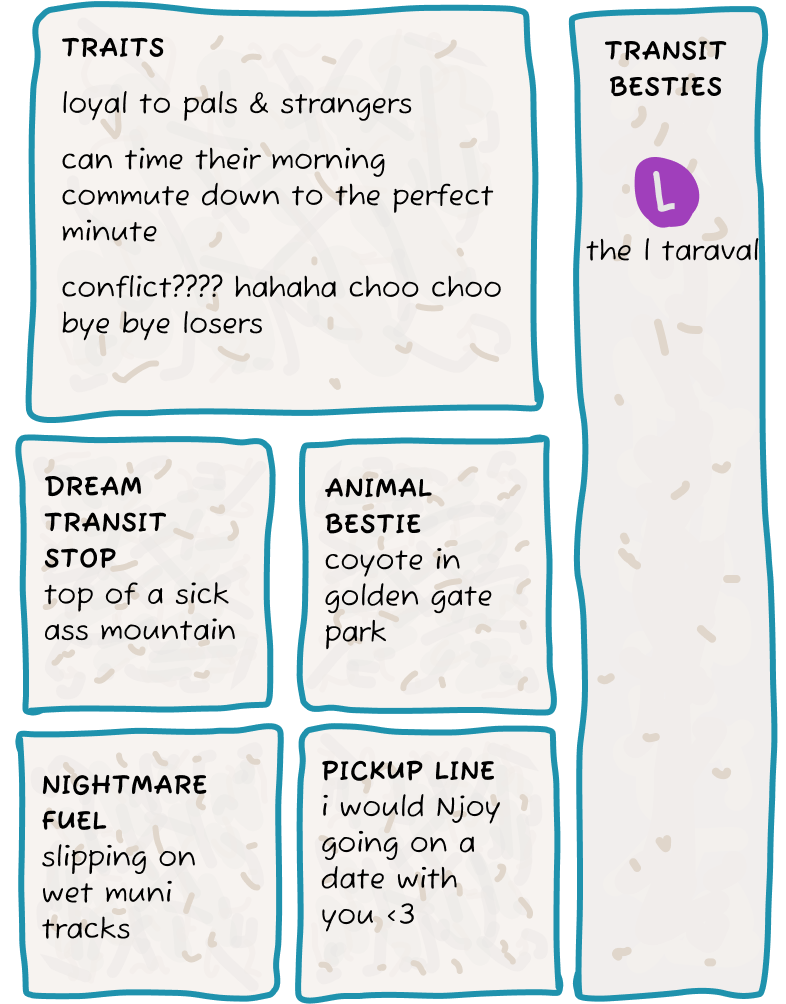 TRAITS
loyal to pals & strangers
can time their morning
commute down to the perfect
minute
conflict???? hahaha choo choo
bye bye losers
TRANSIT
BESTIES
L
the l taraval
DREAM
TRANSIT
STOP
top of a sick
ass mountain
ANIMAL
BESTIE
coyote in
golden gate
park
NIGHTMARE
FUEL
slipping on
wet muni
tracks
PICKUP LINE
i would Njoy
going on a
date with
you <3